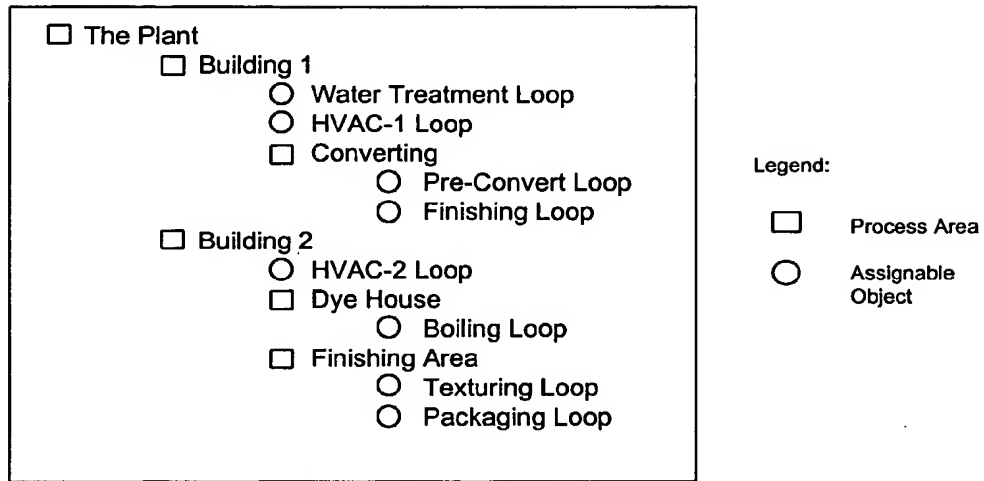 The Plant
Building 1
Water Treatment Loop
HVAC-1 Loop
Converting
Pre-Convert Loop
Finishing Loop
Building 2
HVAC-2 Loop
Dye House
Boiling Loop
Finishing Area
Texturing Loop
Packaging Loop
Legend:
Process Area
Assignable
Object